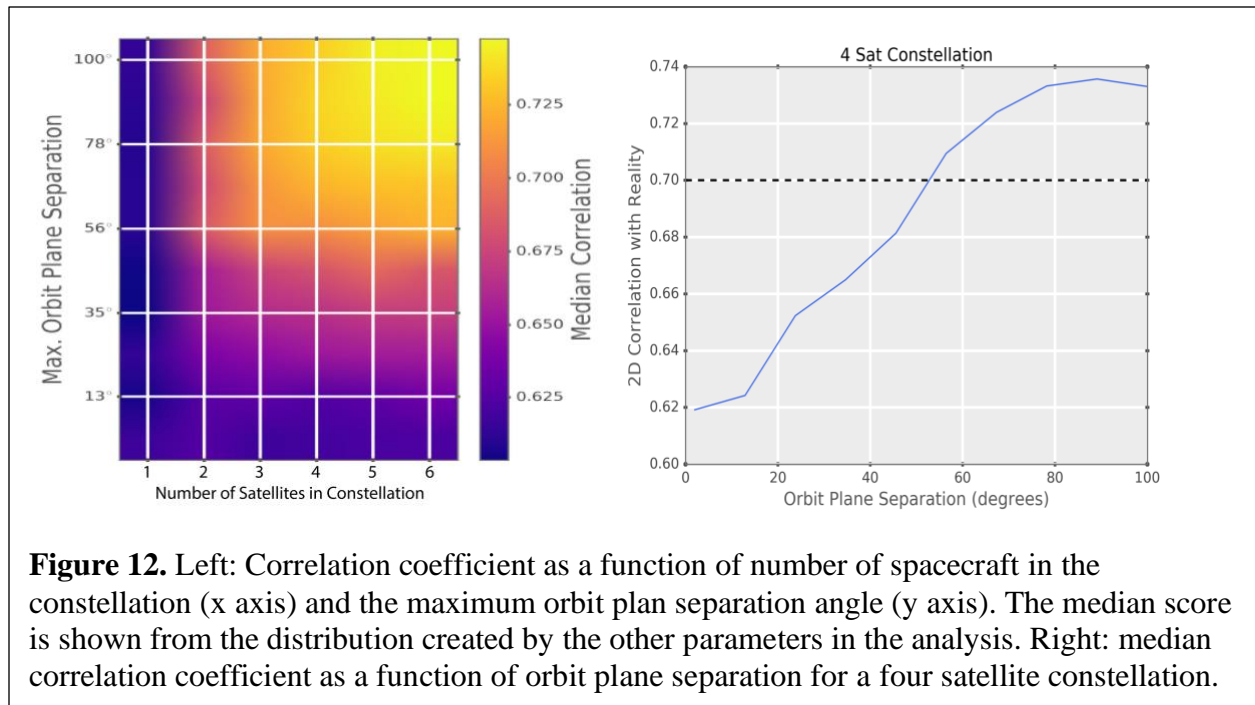 Max. Orbit Plane Separation
100°
78°
56°
35°
13°
1 2 3 4 5 6
Number of Satellites in Constellation
0.725
0.700
0.675
0.650
0.625
Median Correlation
4 Sat Constellation
2D Correlation with Reality
0.74
0.72
0.70
0.68
0.66
0.64
0.62
0.60
0 20 40 60 80 100
Orbit Plane Separation (degrees)
Figure 12. Left: Correlation coefficient as a function of number of spacecraft in the
constellation (x axis) and the maximum orbit plan separation angle (y axis). The median score
is shown from the distribution created by the other parameters in the analysis. Right: median
correlation coefficient as a function of orbit plane separation for a four satellite constellation.